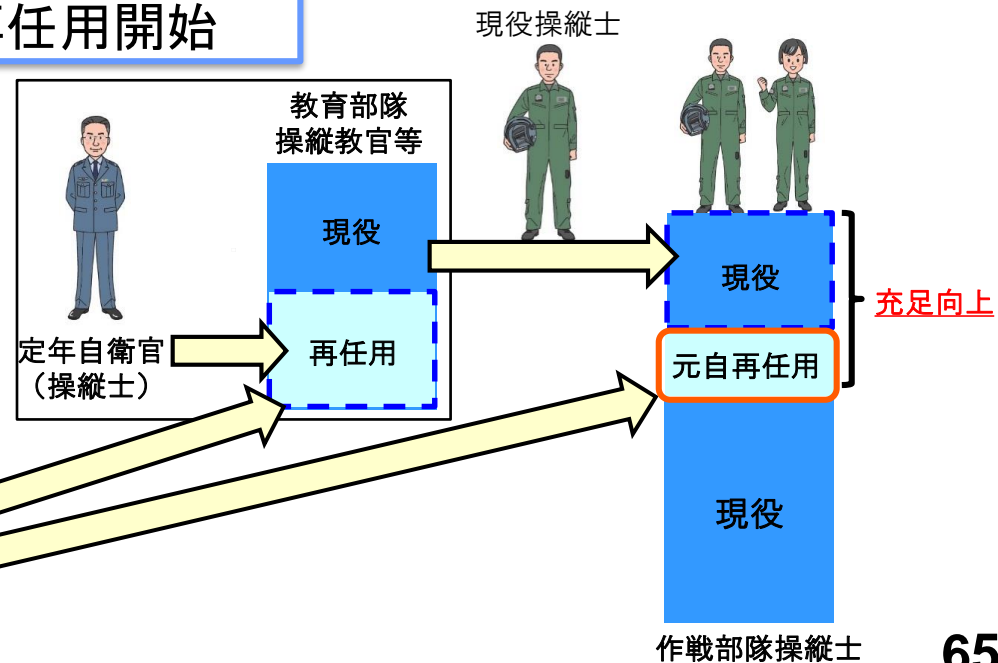 任用開始
現役操縦士
教育部隊
操縦教官等
現役
現役
充足向上
定年自衛官
(操縦士)
再任用
元自再任用
現役
作戦部隊操縦士
65